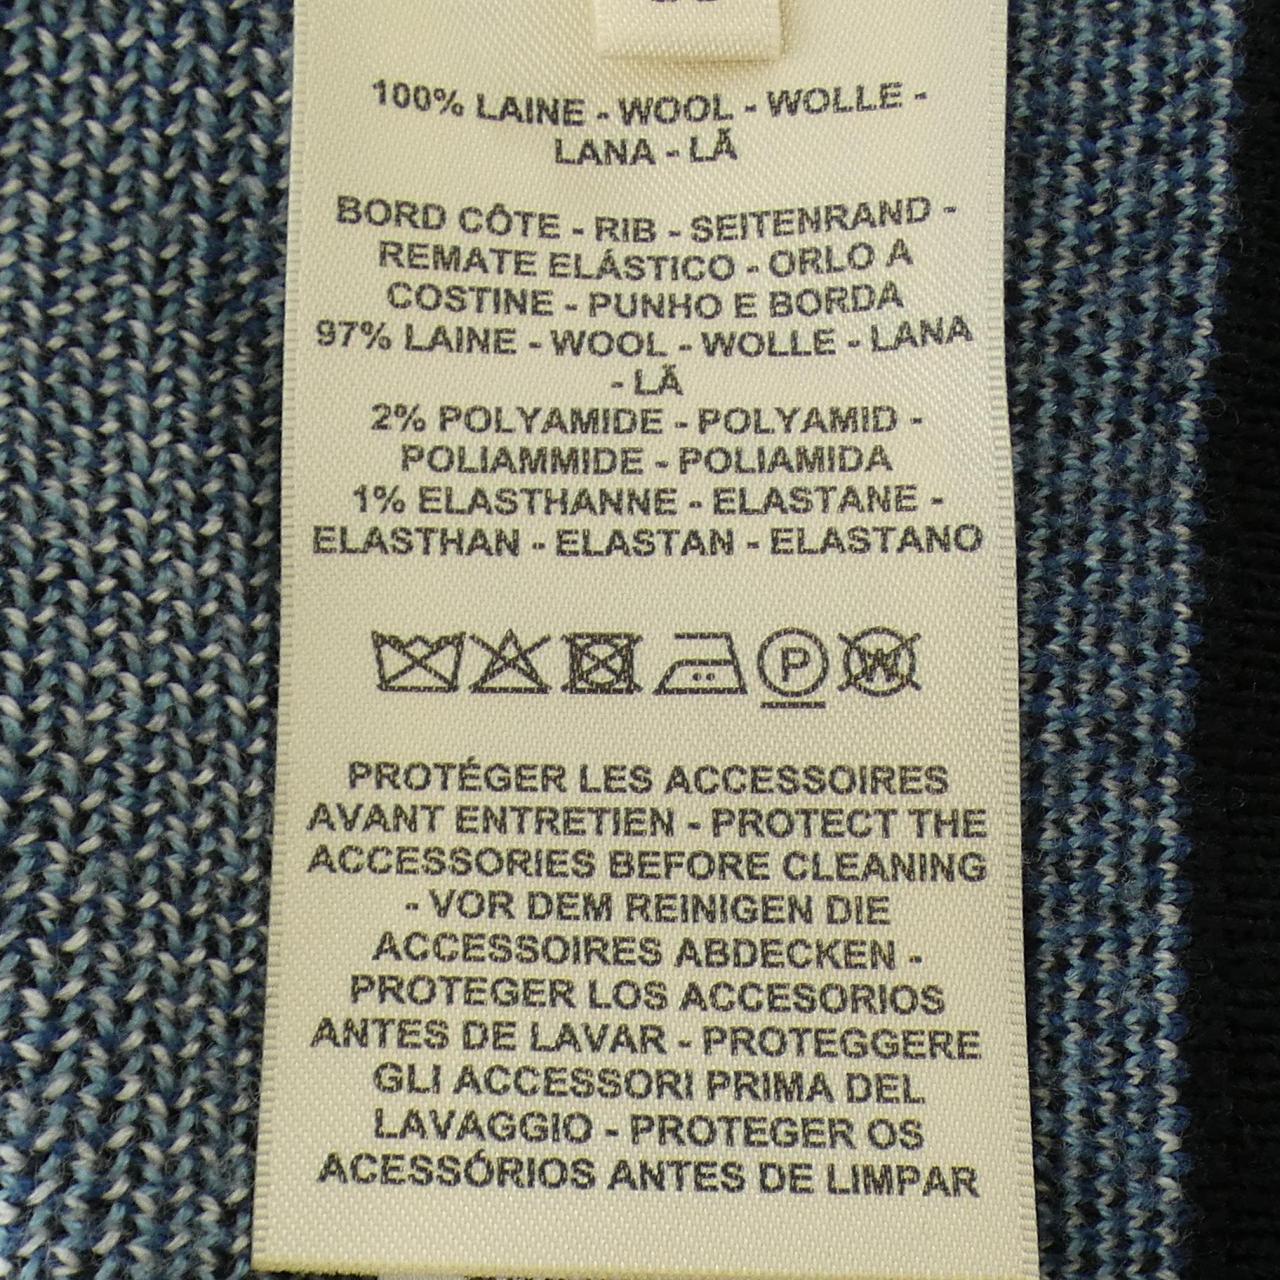 100% LAINE - WOOL - WOLLE -
LANA - LÃ
BORD CÔTE - RIB - SEITENRAND -
REMATE ELÁSTICO - ORLO A
COSTINE - PUNHO E BORDA
97% LAINE - WOOL - WOLLE - LANA
- LÃ
2% POLYAMIDE - POLYAMID -
POLIAMMIDE - POLIAMIDA
1% ELASTHANNE - ELASTANE -
ELASTHAN - ELASTAN - ELASTANO
P W
PROTÉGER LES ACCESSOIRES
AVANT ENTRETIEN - PROTECT THE
ACCESSORIES BEFORE CLEANING
- VOR DEM REINIGEN DIE
ACCESSOIRES ABDECKEN -
PROTEGER LOS ACCESORIOS
ANTES DE LAVAR - PROTEGGERE
GLI ACCESSORI PRIMA DEL
LAVAGGIO - PROTEGER OS
ACESSÓRIOS ANTES DE LIMPAR